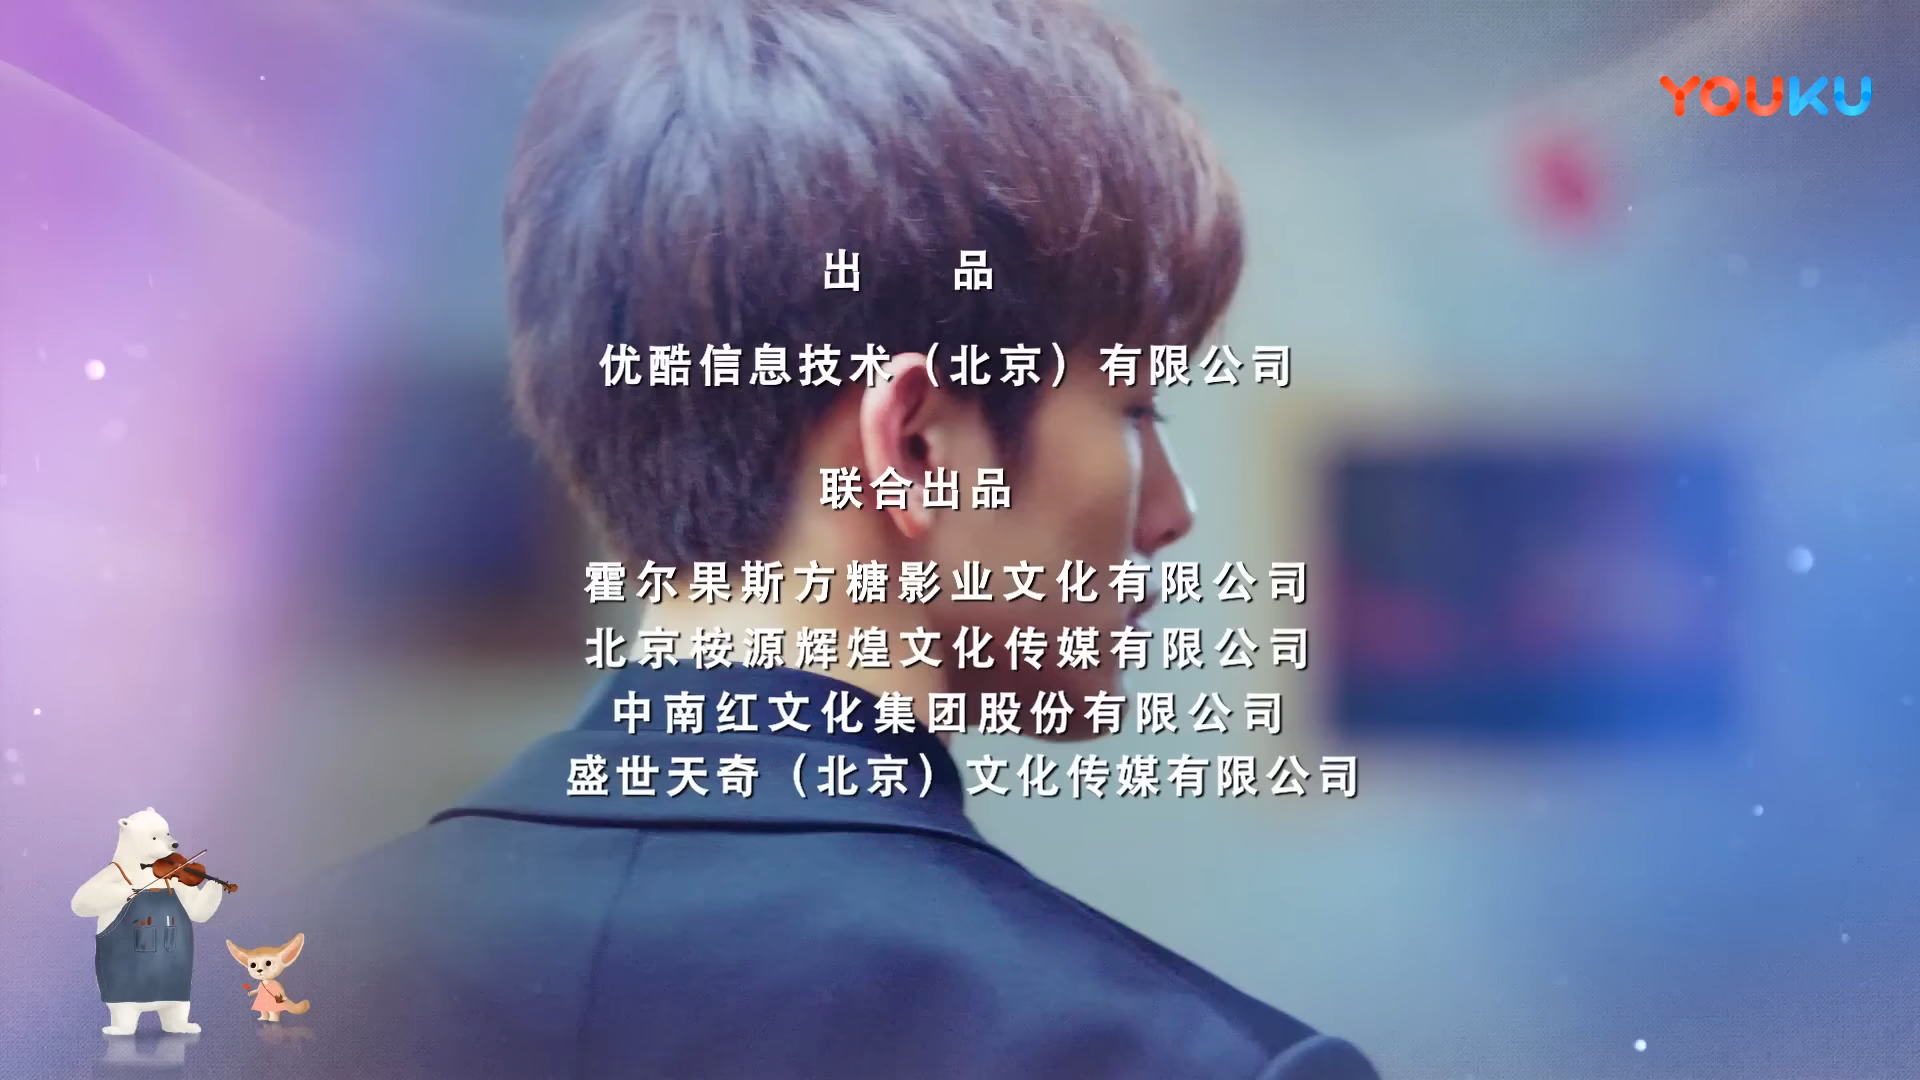 YOUKU
出 品
优酷信息技术（北京）有限公司
联合出品
霍尔果斯方糖影业文化有限公司
北京桉源辉煌文化传媒有限公司
中南红文化集团股份有限公司
盛世天奇（北京）文化传媒有限公司